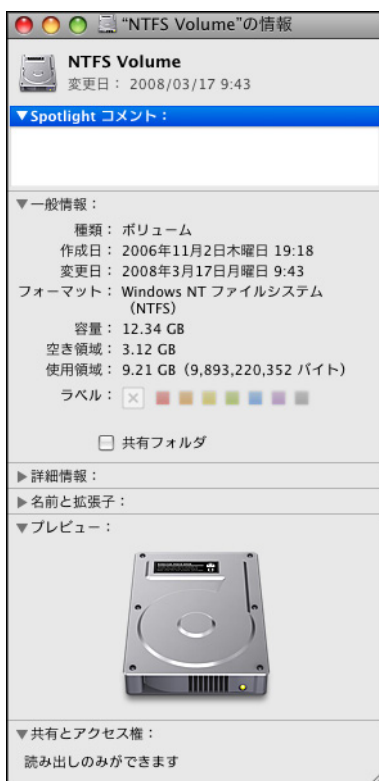 “NTFS Volume”の情報
NTFS Volume
変更日： 2008/03/17 9:43
▼Spotlight コメント：
▼一般情報：
種類： ボリューム
作成日： 2006年11月2日木曜日 19:18
変更日： 2008年3月17日月曜日 9:43
フォーマット： Windows NT ファイルシステム
（NTFS）
容量： 12.34 GB
空き領域： 3.12 GB
使用領域： 9.21 GB（9,893,220,352 バイト）
ラベル：
共有フォルダ
▶詳細情報：
▶名前と拡張子：
▼プレビュー：
▼共有とアクセス権：
読み出しのみができます